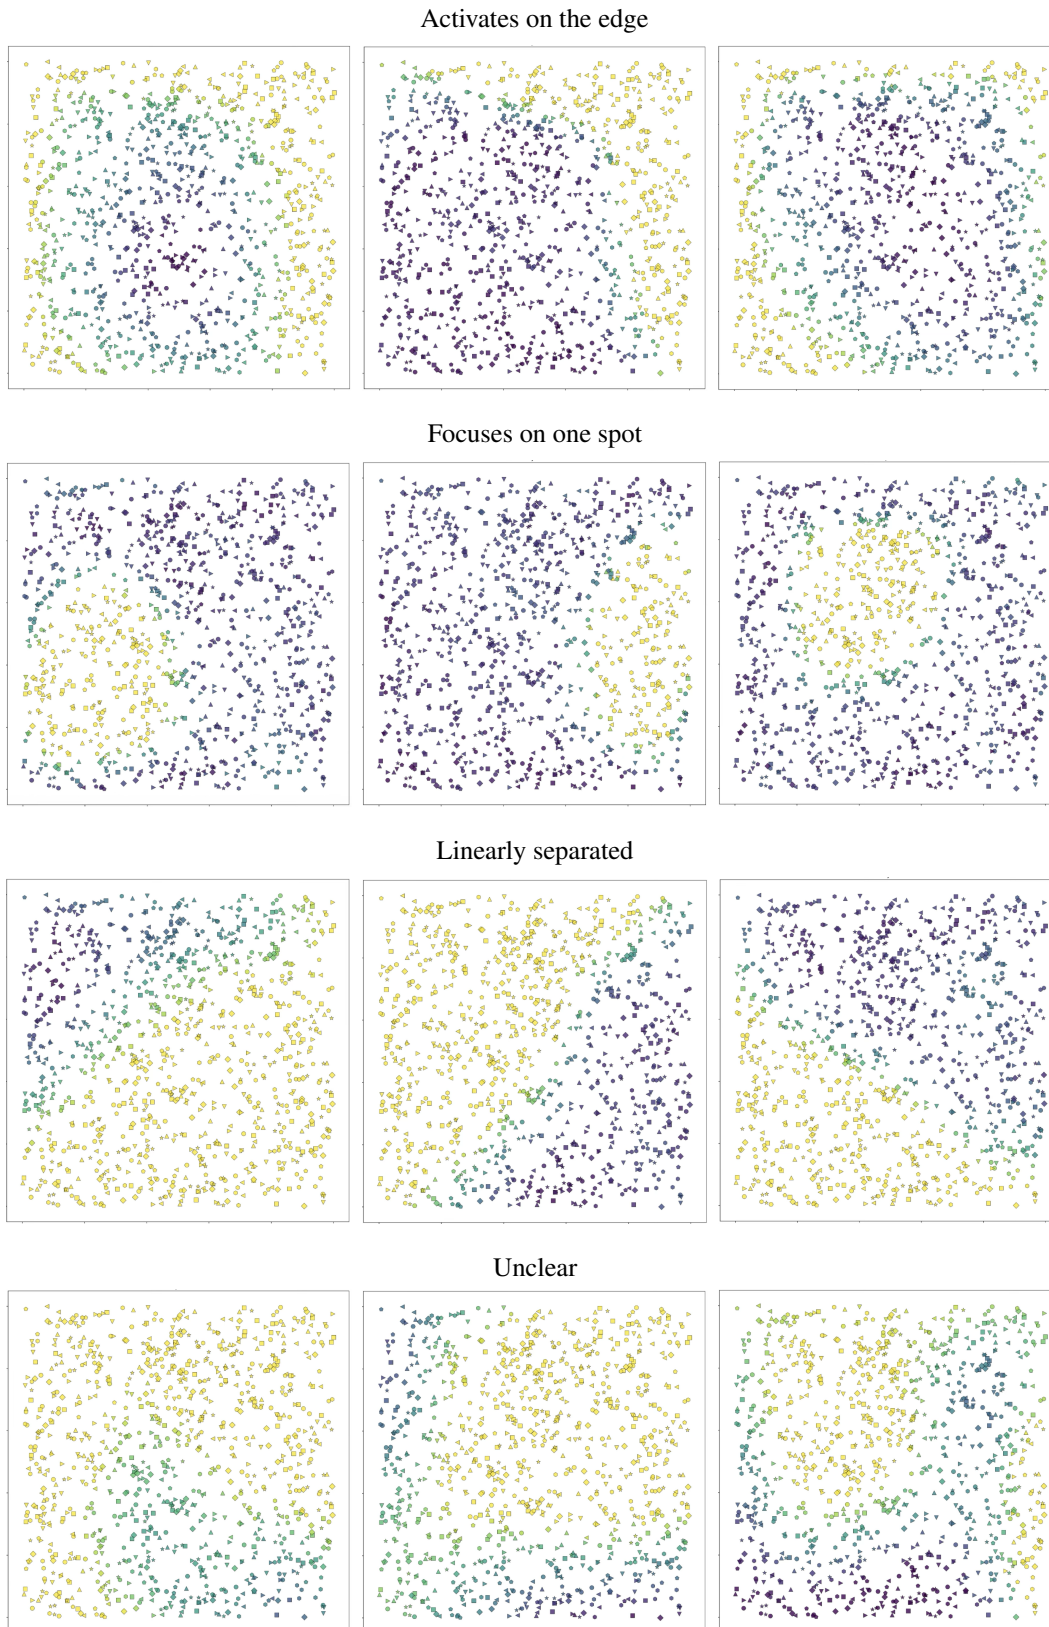 Activates on the edge
Focuses on one spot
Linearly separated
Unclear